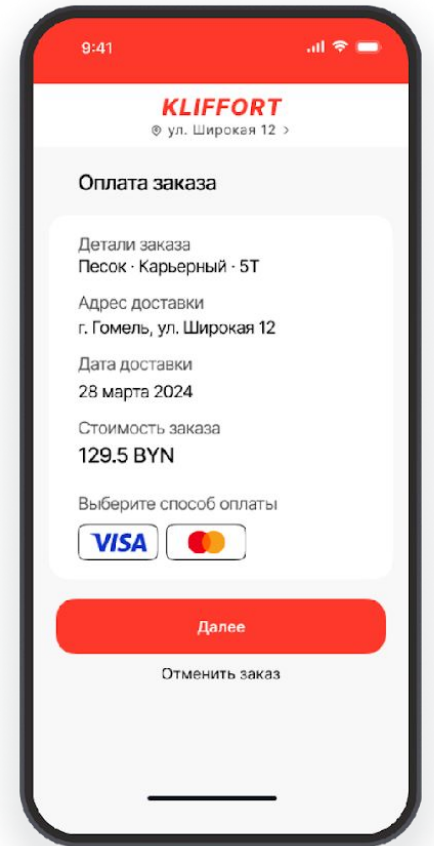 9:41
KLIFFORT
ул. Широкая 12 >
Оплата заказа
Детали заказа
Песок · Карьерный · 5Т
Адрес доставки
г. Гомель, ул. Широкая 12
Дата доставки
28 марта 2024
Стоимость заказа
129.5 BYN
Выберите способ оплаты
VISA
Далее
Отменить заказ